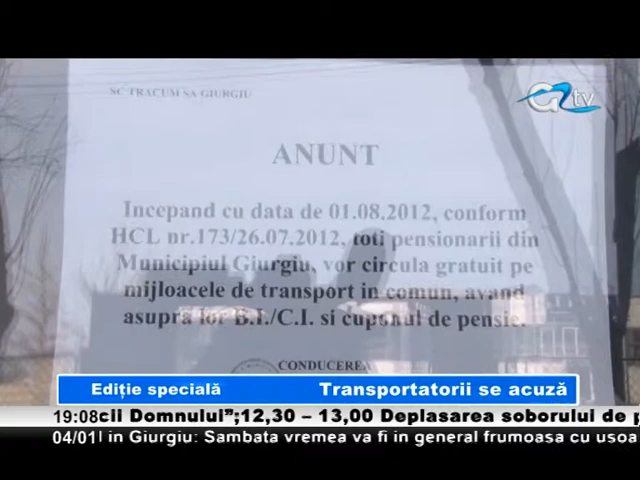 SC TRACUM SA GIURGIU
G tv
ANUNT
Incepand cu data de 01.08.2012, conform
HCL nr.173/26.07.2012, toti pensionarii din
Municipiul Giurgiu, vor circula gratuit pe
mijloacele de transport in comun, avand
asupra lor B.I./C.I. si cuponul de pensie.
CONDUCEREA
Ediție specială Transportatorii se acuză
19:08 cii Domnului”;12,30 – 13,00 Deplasarea soborului de
04/01 in Giurgiu: Sambata vremea va fi in general frumoasa cu usoa